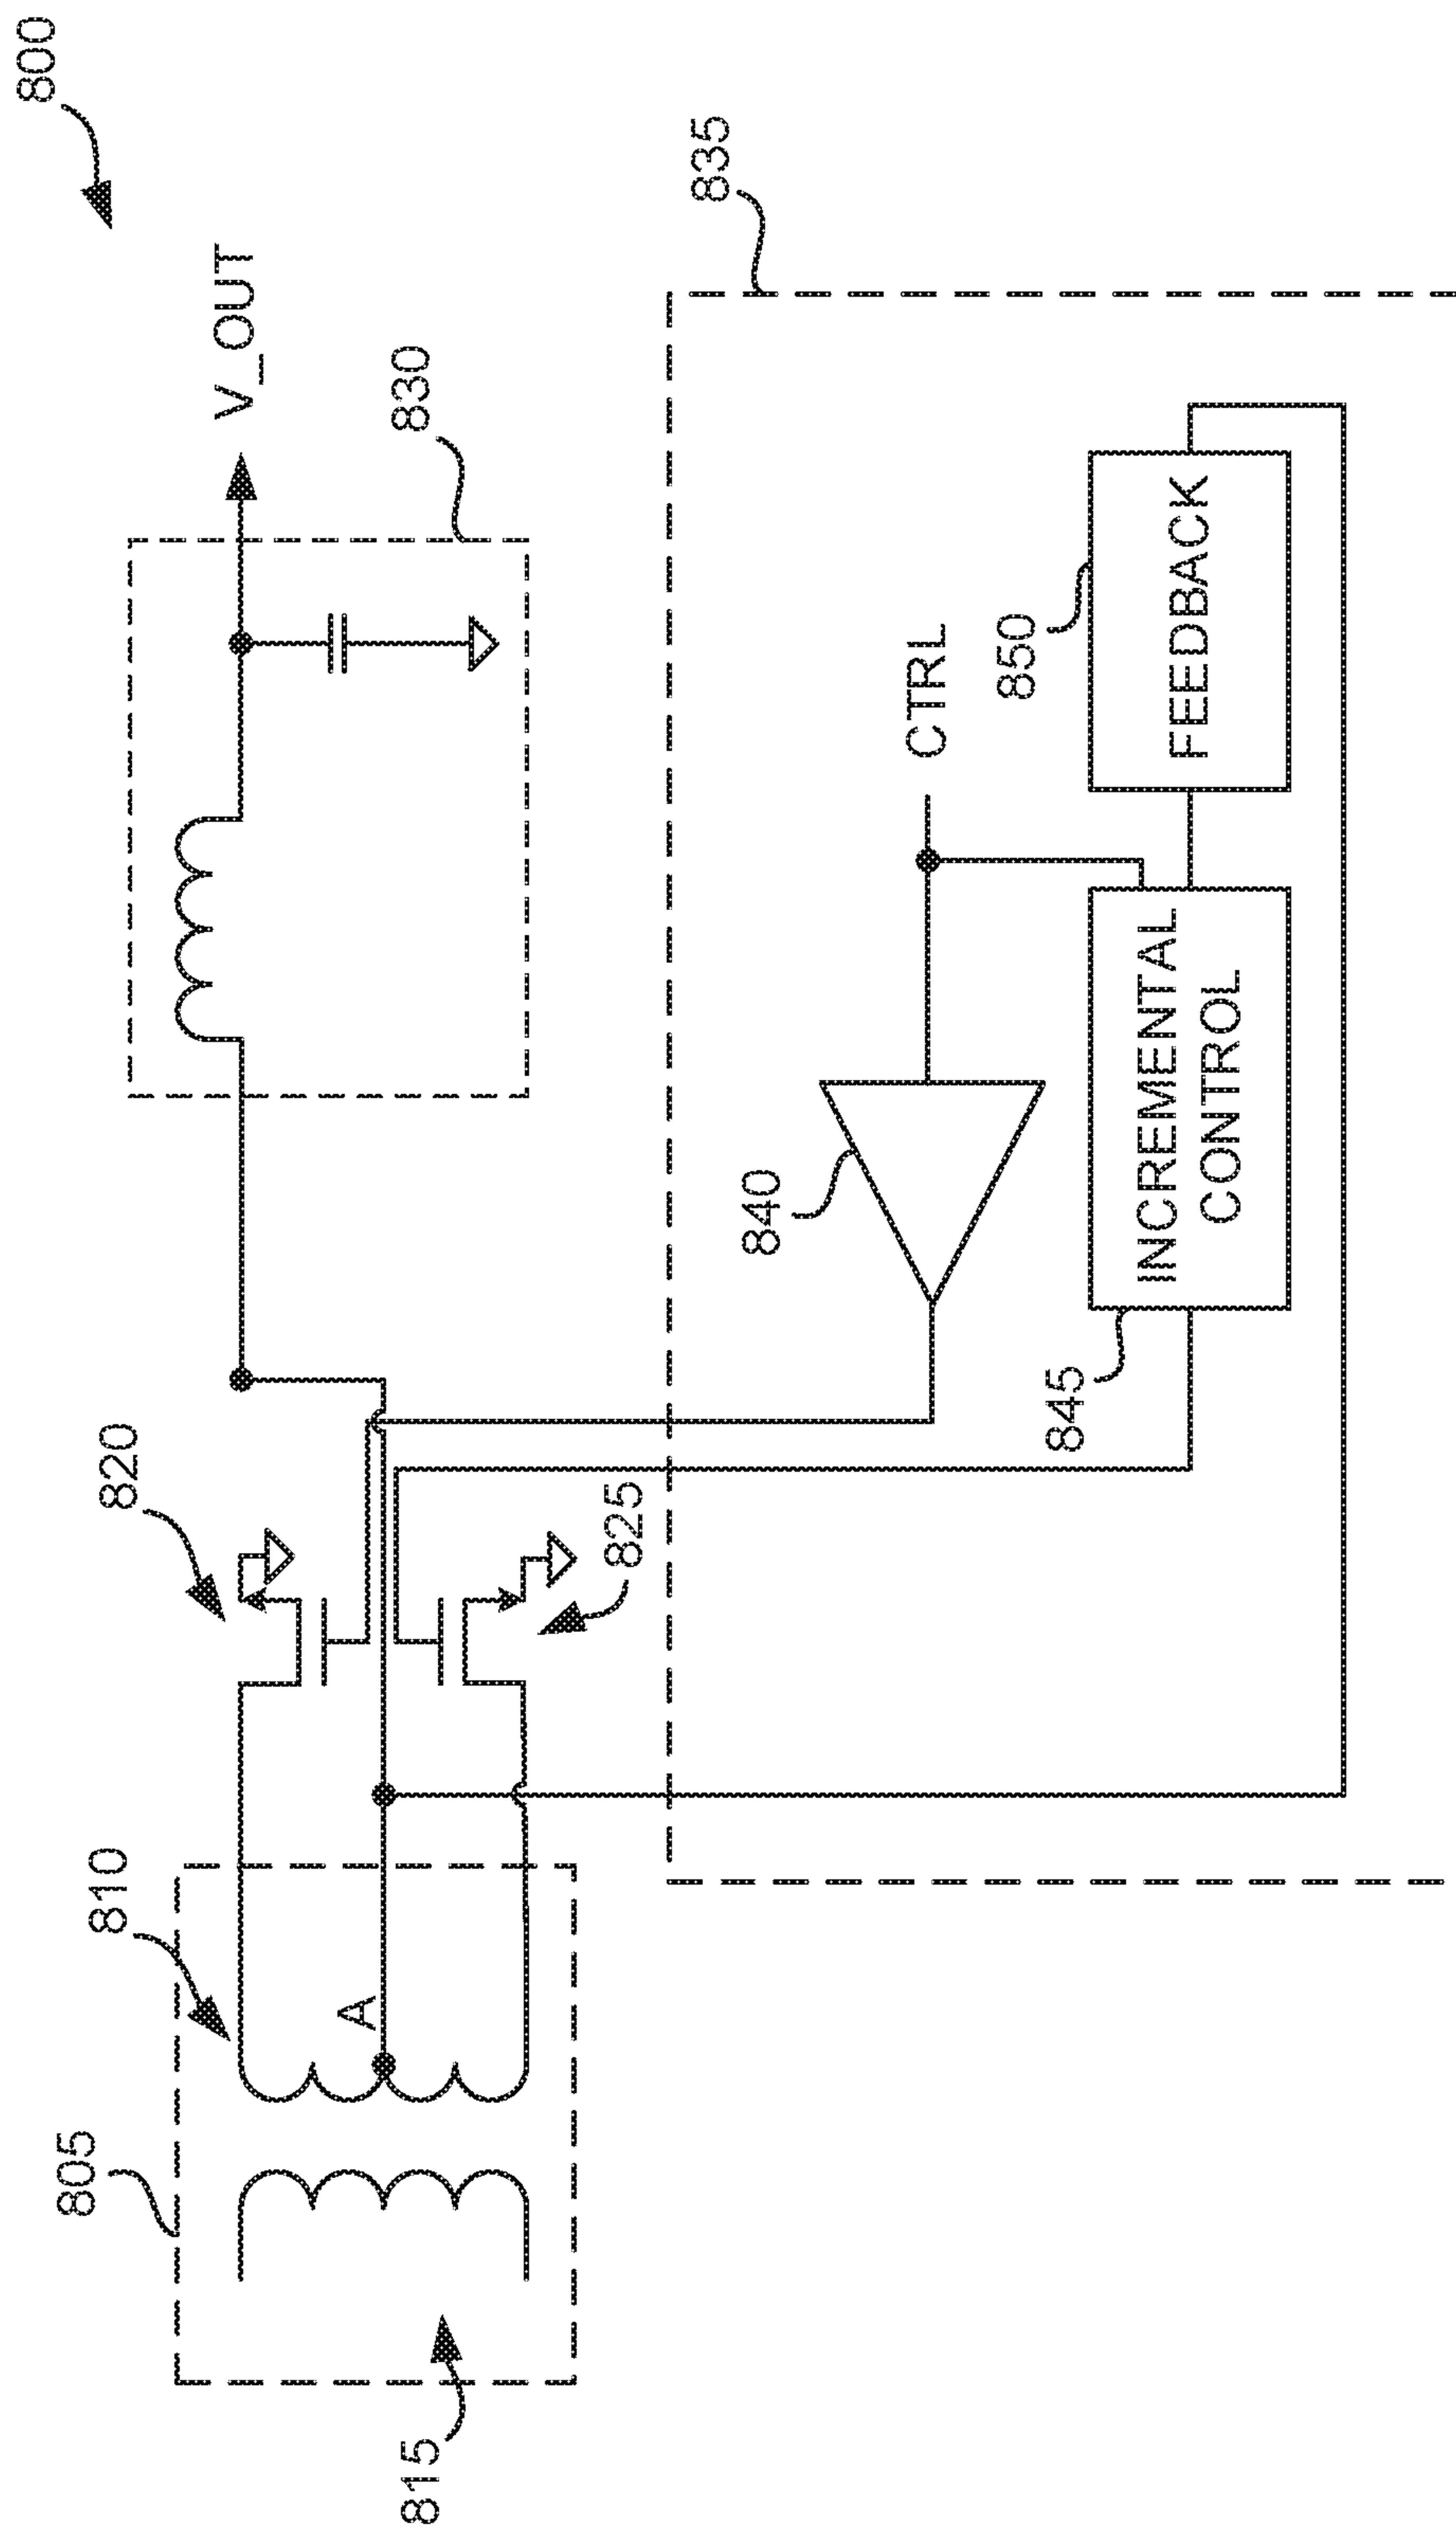 800
V_OUT
820
830
810
805
A
815
825
835
840
CTRL
850
845
INCREMENTAL
CONTROL
FEEDBACK